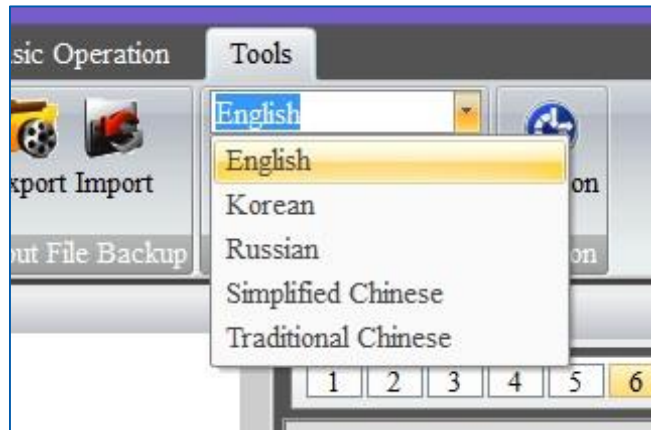 sic Operation Tools
English
xport Import
on
out File Backup
on
English
Korean
Russian
Simplified Chinese
Traditional Chinese
1 2 3 4 5 6